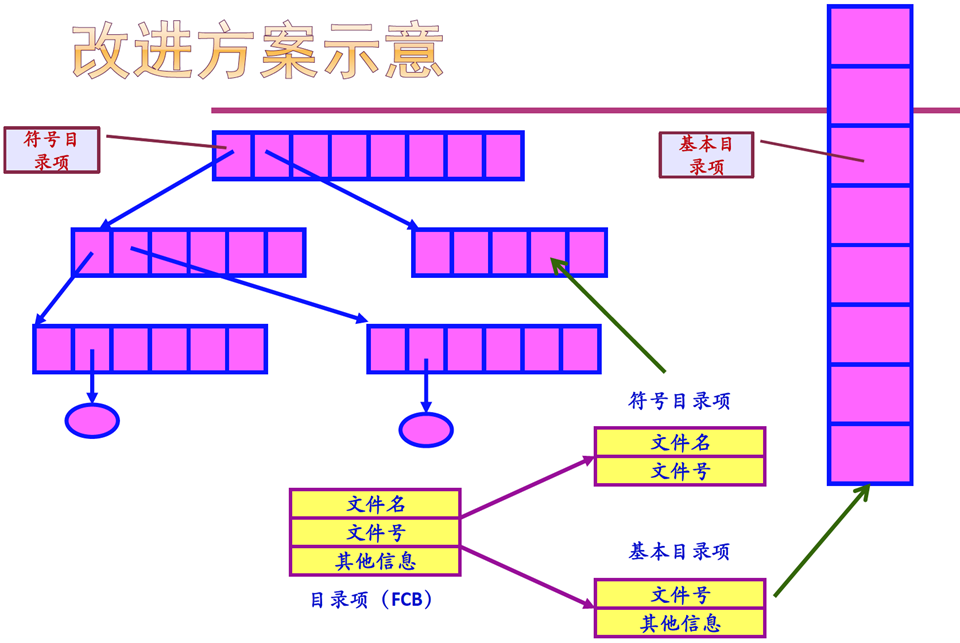 改进方案示意
符号目
录项
基本目
录项
符号目录项
文件名
文件号
文件名
文件号
其他信息
目录项（FCB）
基本目录项
文件号
其他信息